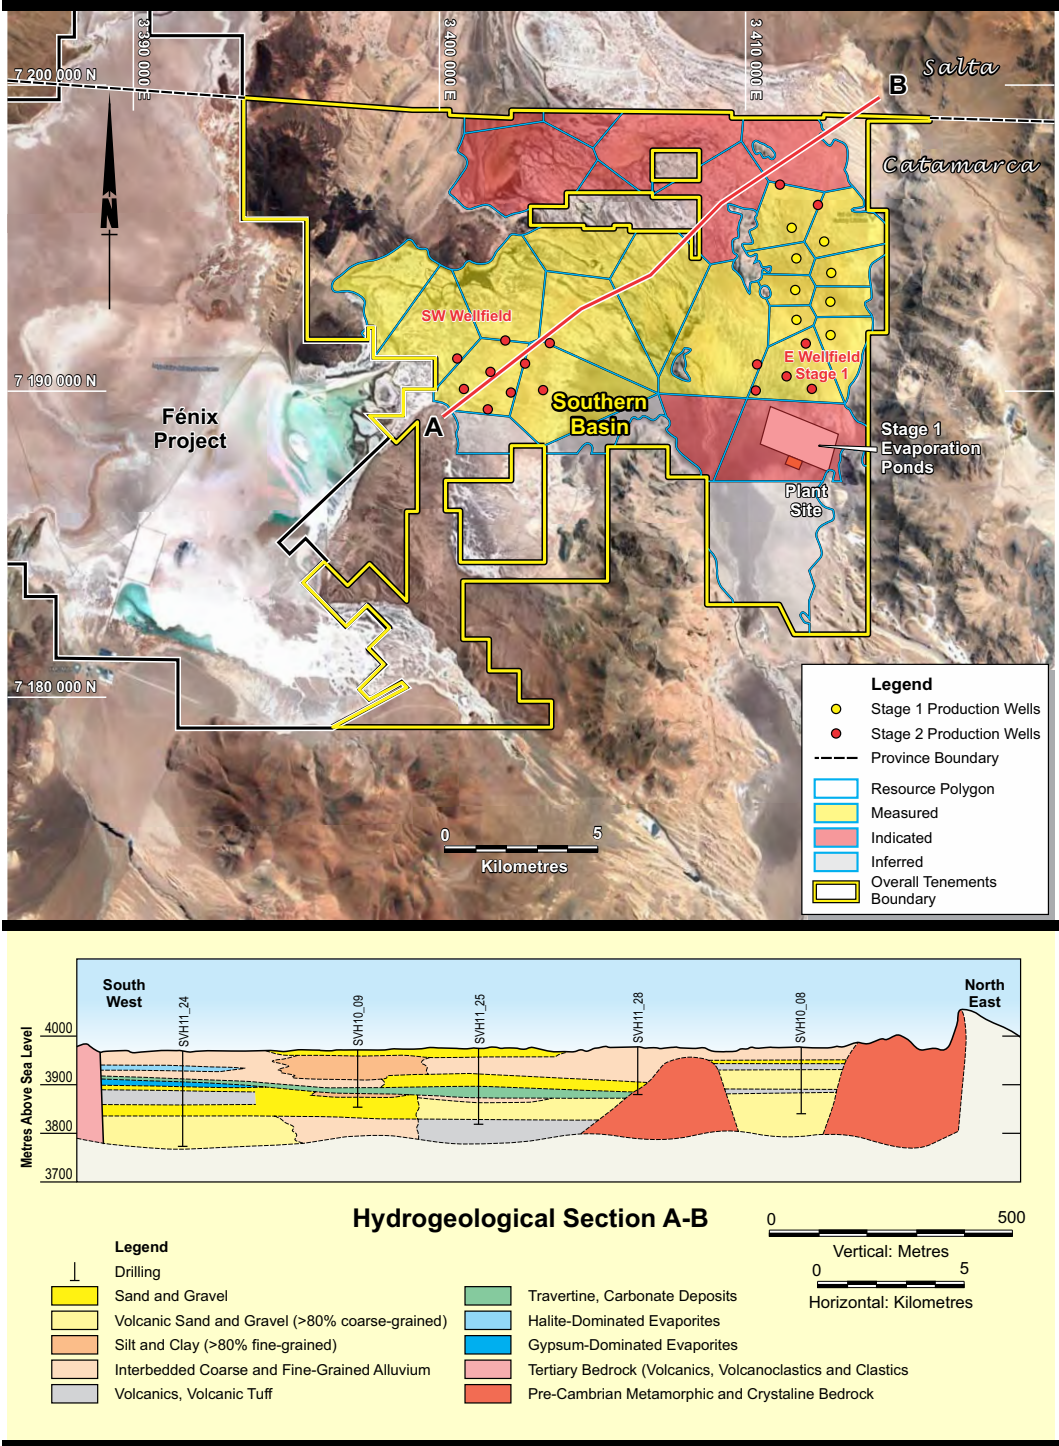 3 390 000 E
3 400 000 E
3 410 000 E
7 200 000 N
B
Salta
Catamarca
N
SW Wellfield
E Wellfield
Stage 1
7 190 000 N
Fénix
Project
A
Southern
Basin
Stage 1
Evaporation
Ponds
Plant
Site
7 180 000 N
0
5
Kilometres
Legend
Stage 1 Production Wells
Stage 2 Production Wells
Province Boundary
Resource Polygon
Measured
Indicated
Inferred
Overall Tenements
Boundary
South
West
North
East
SVH11_24
SVH10_09
SVH11_25
SVH11_28
SVH10_08
Metres Above Sea Level
4000
3900
3800
3700
Hydrogeological Section A-B
0
500
Vertical: Metres
0
5
Horizontal: Kilometres
Legend
Drilling
Sand and Gravel
Volcanic Sand and Gravel (>80% coarse-grained)
Silt and Clay (>80% fine-grained)
Interbedded Coarse and Fine-Grained Alluvium
Volcanics, Volcanic Tuff
Travertine, Carbonate Deposits
Halite-Dominated Evaporites
Gypsum-Dominated Evaporites
Tertiary Bedrock (Volcanics, Volcanoclastics and Clastics
Pre-Cambrian Metamorphic and Crystaline Bedrock